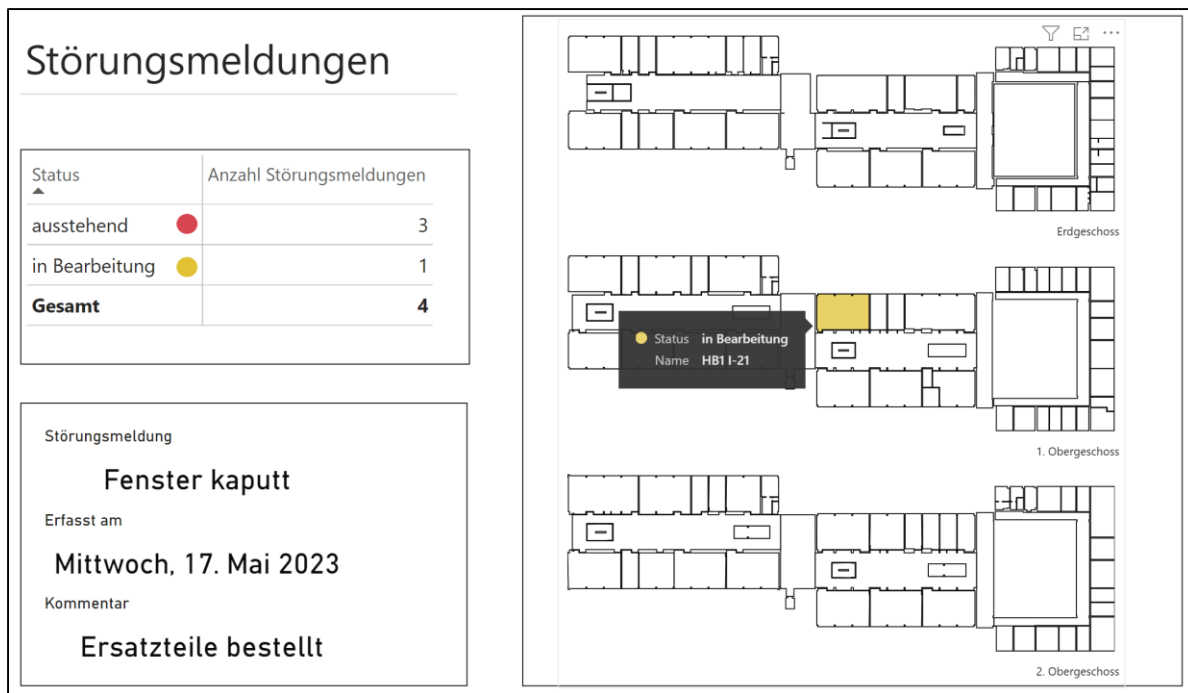 Störungsmeldungen
Status Anzahl Störungsmeldungen
ausstehend 3
in Bearbeitung 1
Gesamt 4
Störungsmeldung
Fenster kaputt
Erfasst am
Mittwoch, 17. Mai 2023
Kommentar
Ersatzteile bestellt
Erdgeschoss
Status in Bearbeitung
Name HB1 I-21
1. Obergeschoss
2. Obergeschoss